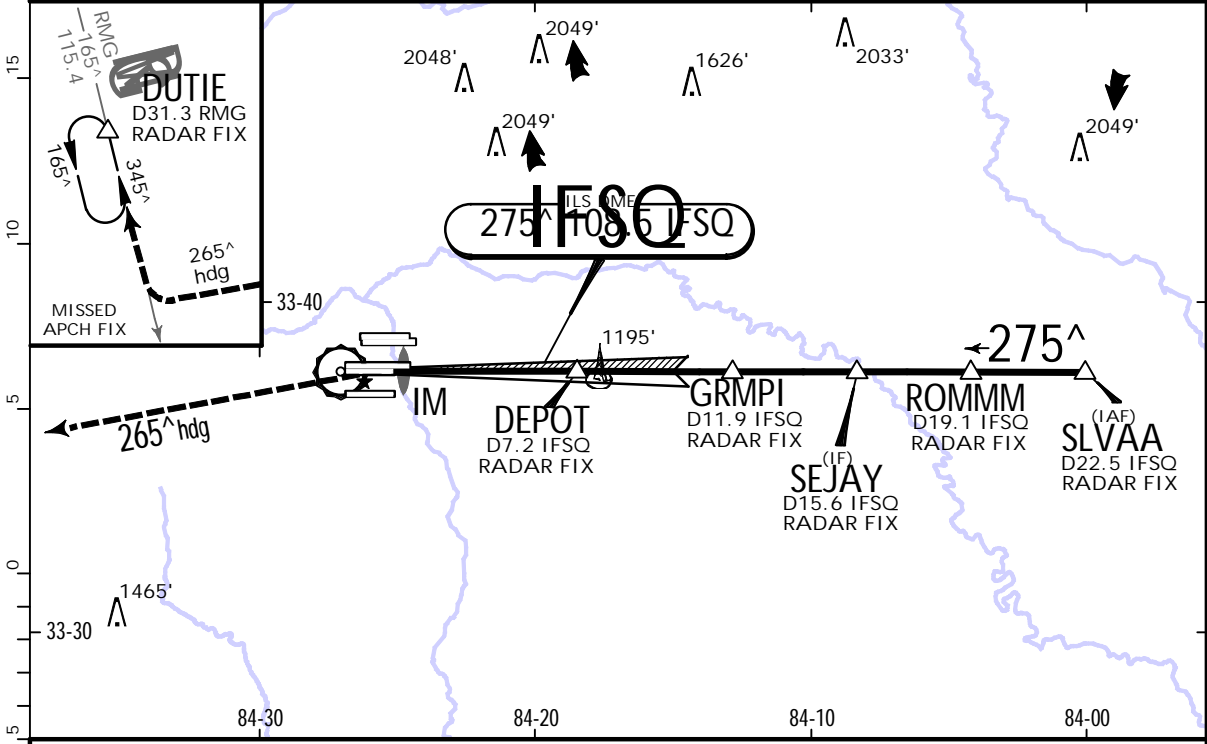 RMG
165^
115.4
DUTIE
D31.3 RMG
RADAR FIX
165^
345^
265^
hdg
MISSED
APCH FIX
2048'
2049'
1626'
2033'
2049'
2049'
IFSQ
ILS DME
275^ 108.5 IFSQ
33-40
1195'
IM
265^ hdg
DEPOT
D7.2 IFSQ
RADAR FIX
GRMPI
D11.9 IFSQ
RADAR FIX
(IF)
SEJAY
D15.6 IFSQ
RADAR FIX
275^
ROMMM
D19.1 IFSQ
RADAR FIX
(IAF)
SLVAA
D22.5 IFSQ
RADAR FIX
1465'
33-30
15
10
5
0
5
84-30
84-20
84-10
84-00